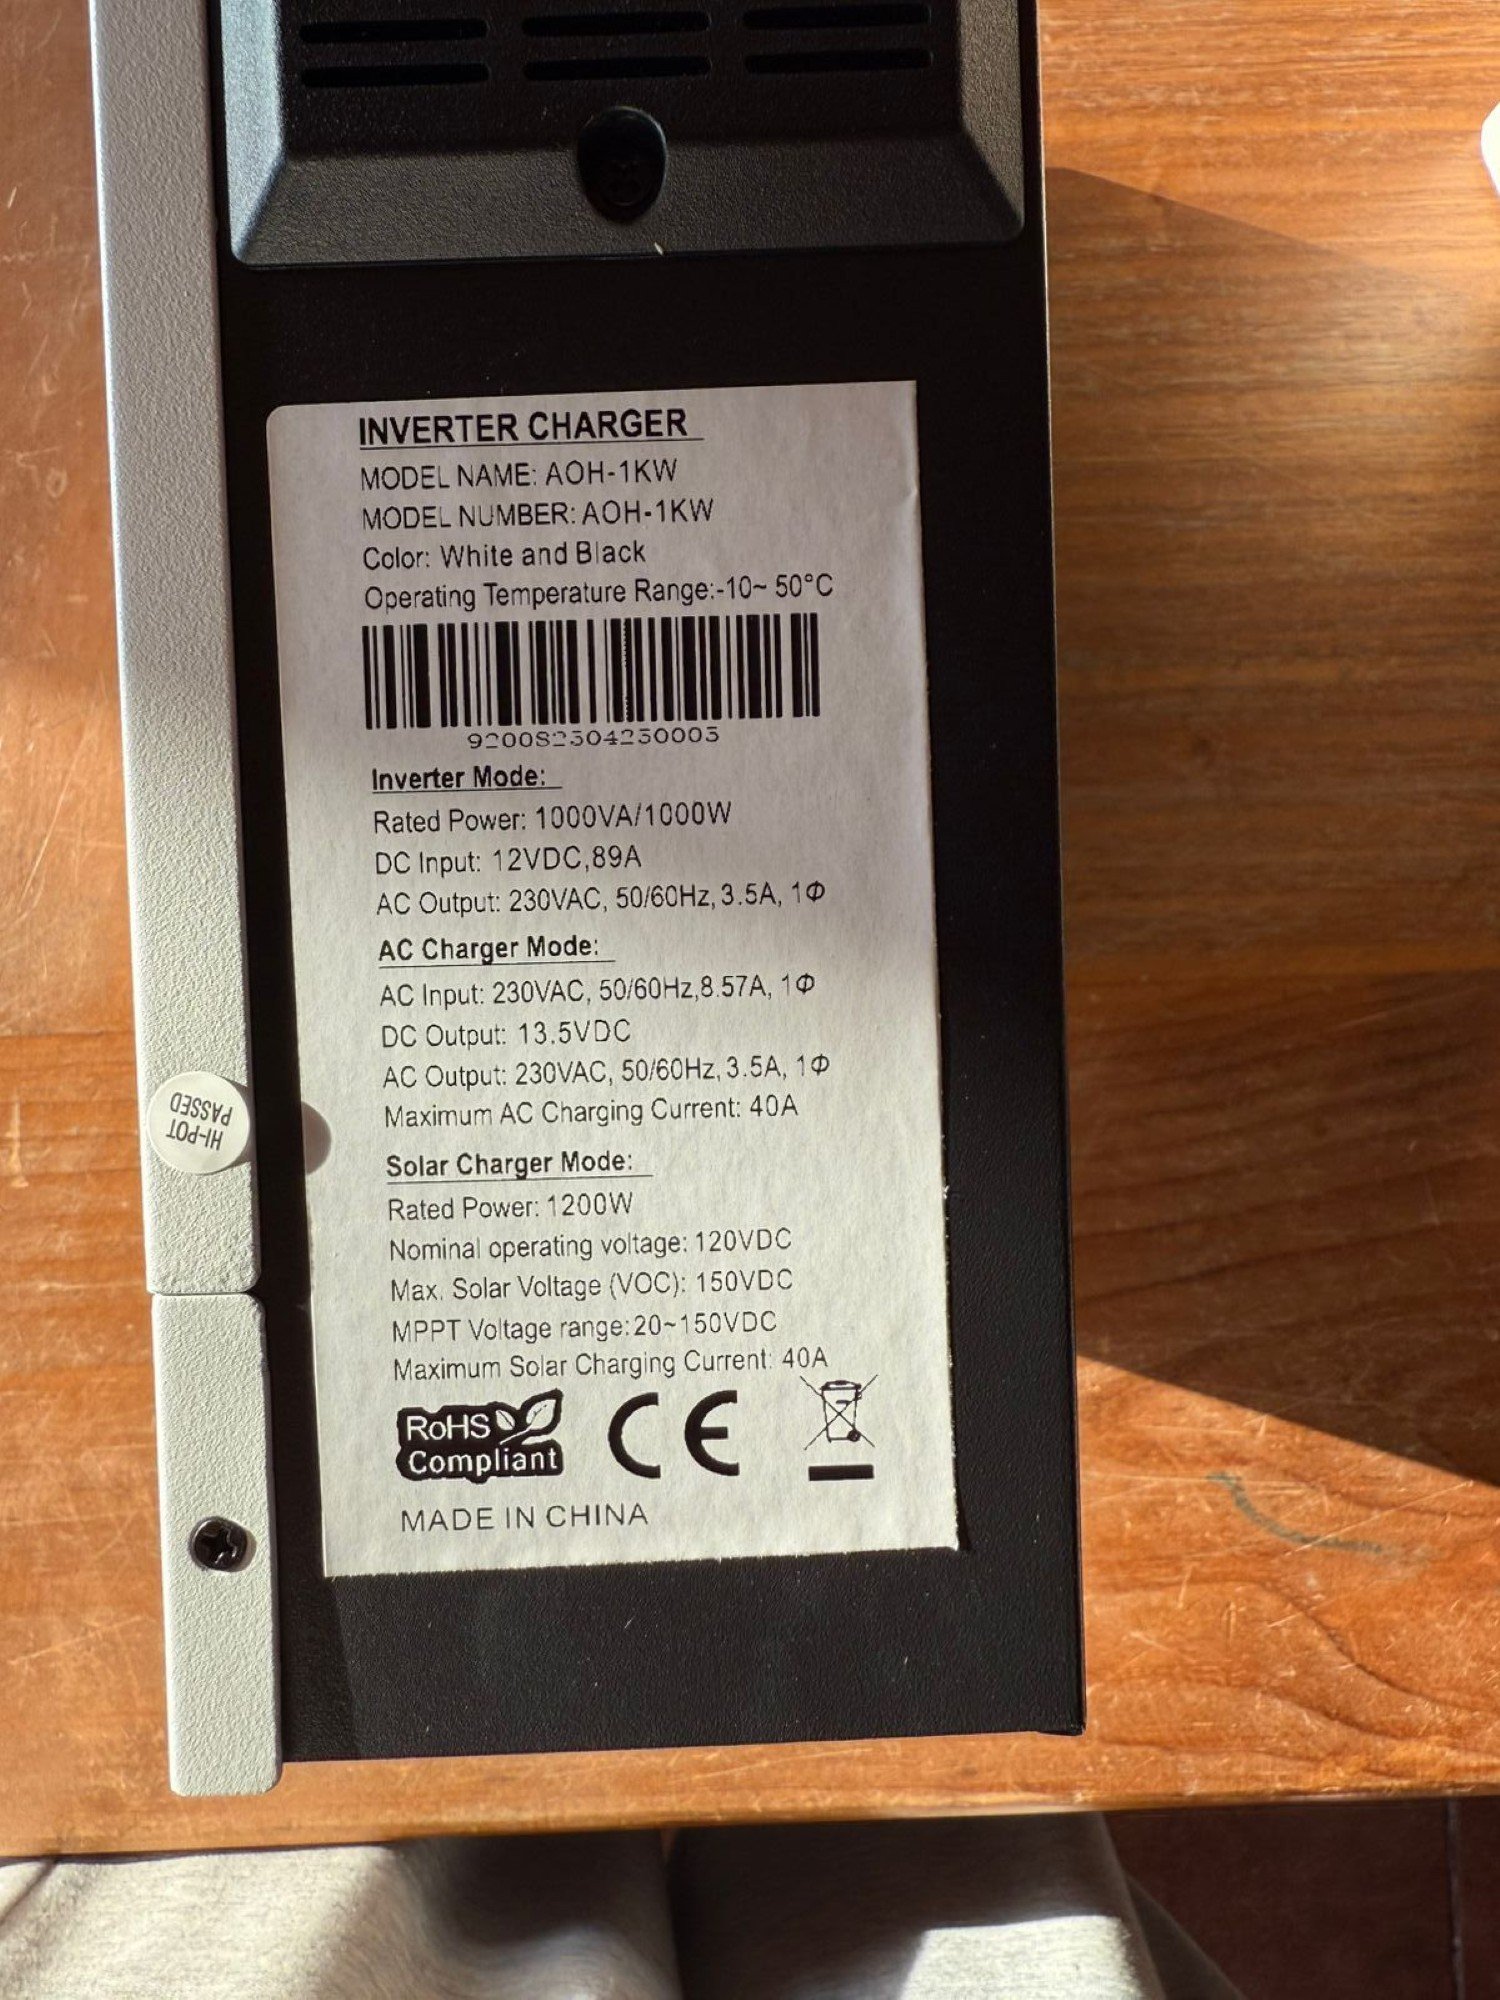 INVERTER CHARGER
MODEL NAME: AOH-1KW
MODEL NUMBER: AOH-1KW
Color: White and Black
Operating Temperature Range:-10~ 50°C
920082304230003
Inverter Mode:
Rated Power: 1000VA/1000W
DC Input: 12VDC,89A
AC Output: 230VAC, 50/60Hz, 3.5A, 1Φ
AC Charger Mode:
AC Input: 230VAC, 50/60Hz,8.57A, 1Φ
DC Output: 13.5VDC
AC Output: 230VAC, 50/60Hz, 3.5A, 1Φ
Maximum AC Charging Current: 40A
Solar Charger Mode:
Rated Power: 1200W
Nominal operating voltage: 120VDC
Max. Solar Voltage (VOC): 150VDC
MPPT Voltage range:20~150VDC
Maximum Solar Charging Current: 40A
RoHS
Compliant
CE
MADE IN CHINA
HI-POT
PASSED